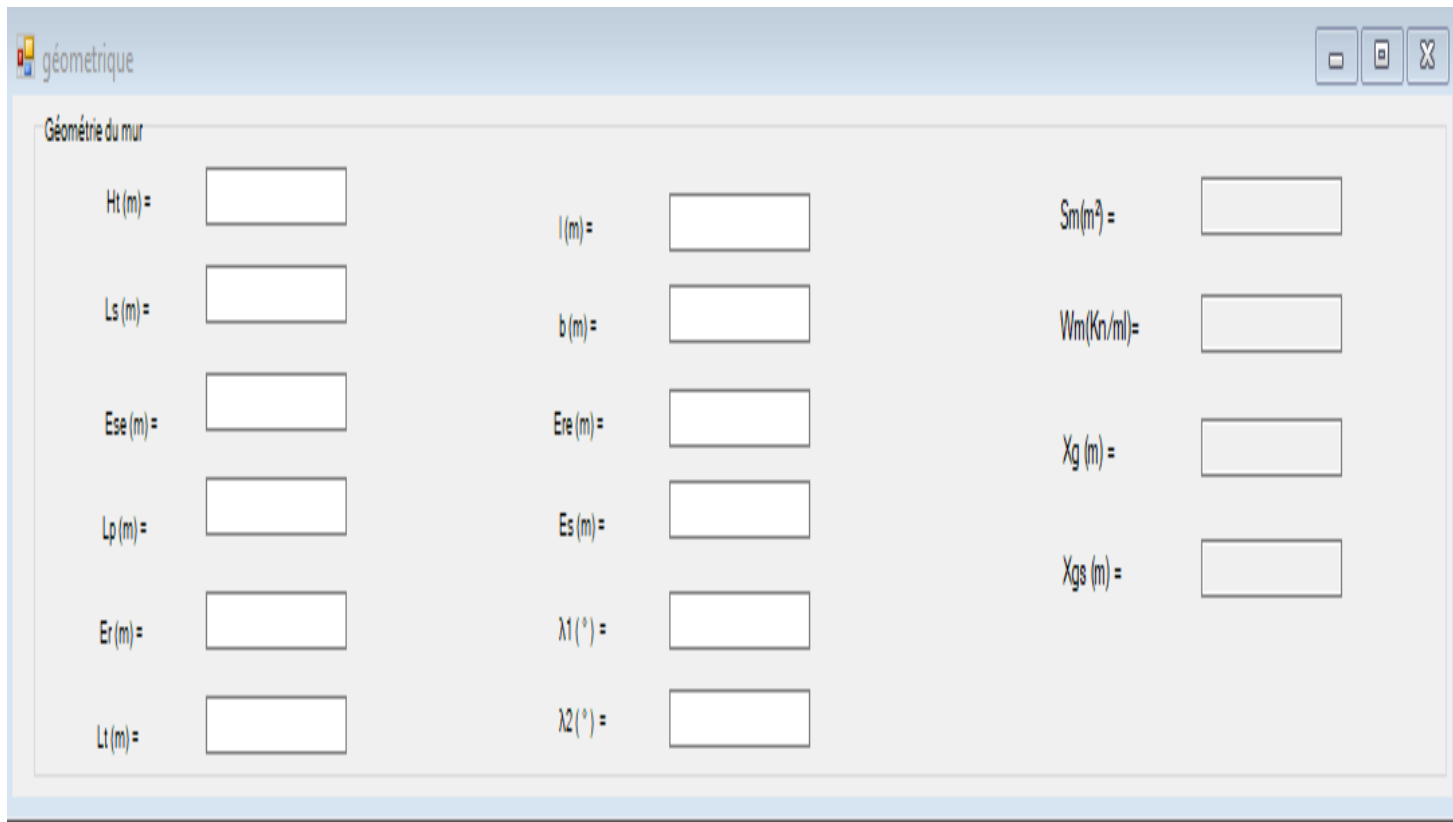 géometrique
Géométrie du mur
Ht (m) =
Ls (m) =
Ese (m) =
Lp (m) =
Er (m) =
Lt (m) =
l (m) =
b (m) =
Ere (m) =
Es (m) =
λ1 ( ° ) =
λ2 ( ° ) =
Sm(m²) =
Wm(Kn/ml)=
Xg (m) =
Xgs (m) =